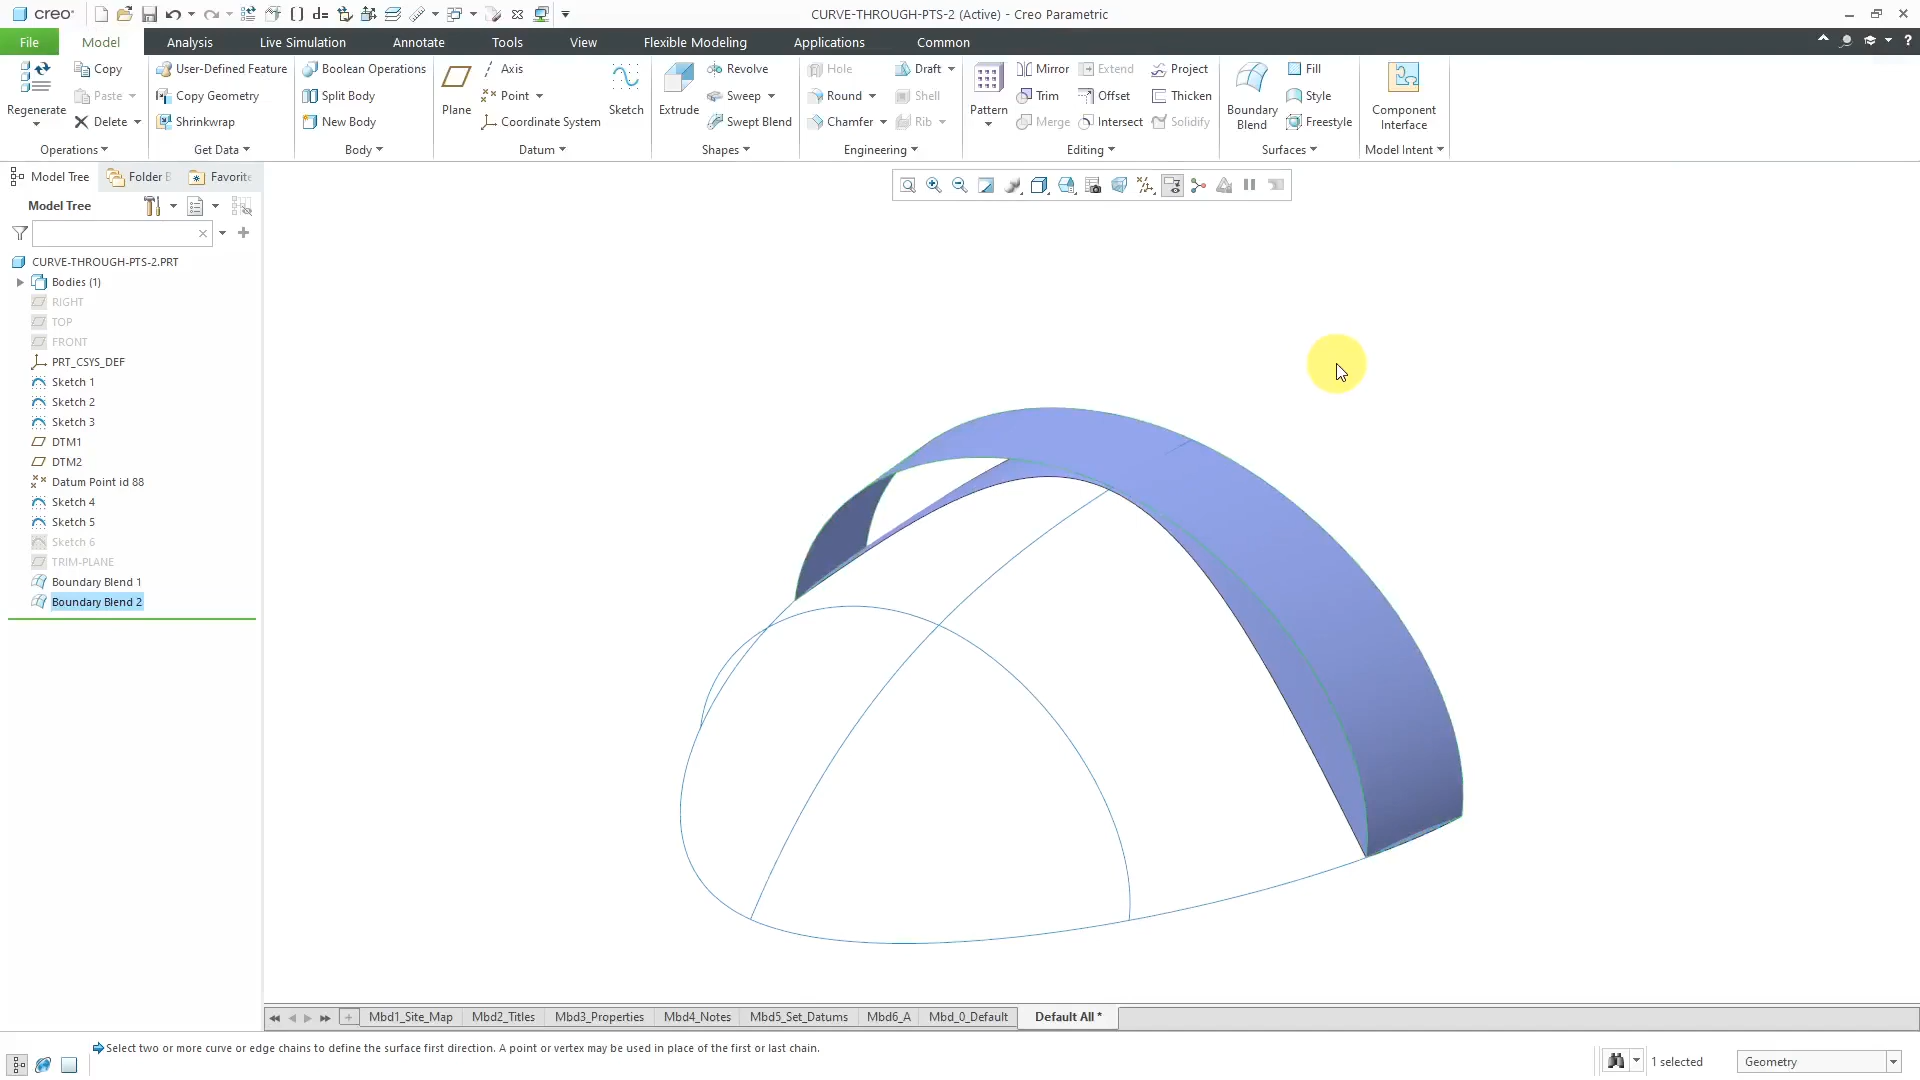 creo CURVE-THROUGH-PTS-2 (Active) - Creo Parametric
File Model Analysis Live Simulation Annotate Tools View Flexible Modeling Applications Common
Regenerate
Copy
Paste
Delete
Operations
User-Defined Feature
Copy Geometry
Shrinkwrap
Get Data
Boolean Operations
Split Body
New Body
Body
Plane
Axis
Point
Coordinate System
Sketch
Datum
Extrude
Revolve
Sweep
Swept Blend
Shapes
Hole
Round
Chamfer
Draft
Shell
Rib
Engineering
Pattern
Mirror
Trim
Merge
Extend
Offset
Intersect
Project
Thicken
Solidify
Editing
Boundary
Blend
Fill
Style
Freestyle
Surfaces
Component
Interface
Model Intent
Model Tree Folder B Favorite
Model Tree
CURVE-THROUGH-PTS-2.PRT
Bodies (1)
RIGHT
TOP
FRONT
PRT_CSYS_DEF
Sketch 1
Sketch 2
Sketch 3
DTM1
DTM2
Datum Point id 88
Sketch 4
Sketch 5
Sketch 6
TRIM-PLANE
Boundary Blend 1
Boundary Blend 2
Mbd1_Site_Map Mbd2_Titles Mbd3_Properties Mbd4_Notes Mbd5_Set_Datums Mbd6_A Mbd_0_Default Default All *
Select two or more curve or edge chains to define the surface first direction. A point or vertex may be used in place of the first or last chain.
1 selected
Geometry